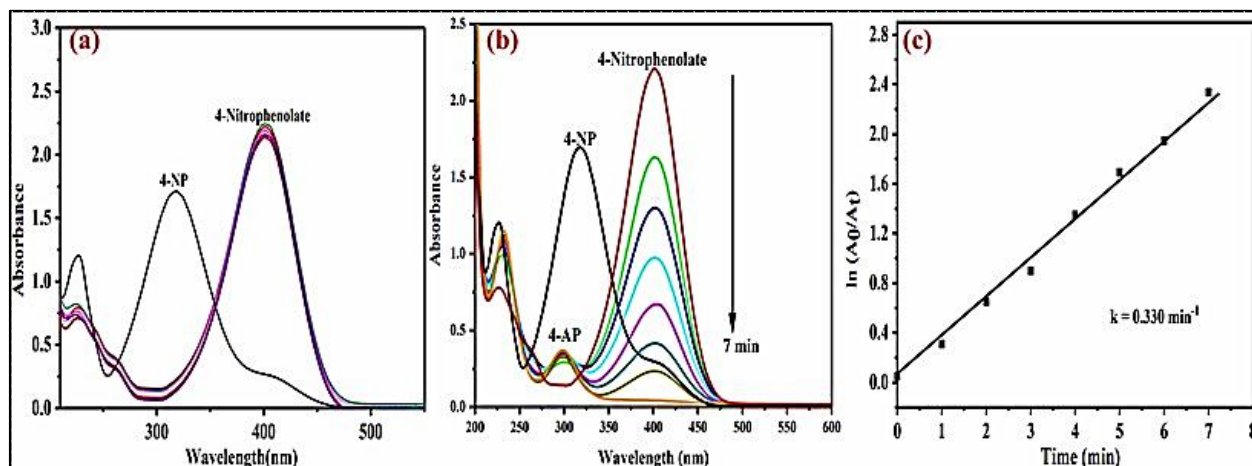 (a)
3.0
2.5
2.0
1.5
1.0
0.5
0.0
4-Nitrophenolate
4-NP
300
400
500
Absorbance
Wavelength(nm)
(b)
2.5
2.0
1.5
1.0
0.5
0.0
4-Nitrophenolate
4-NP
4-AP
7 min
200
250
300
350
400
450
500
550
600
Absorbance
Wavelength (nm)
(c)
2.8
2.4
1.8
1.2
0.6
0.0
ln (A0/At)
k = 0.330 min-1
0
1
2
3
4
5
6
7
8
Time (min)